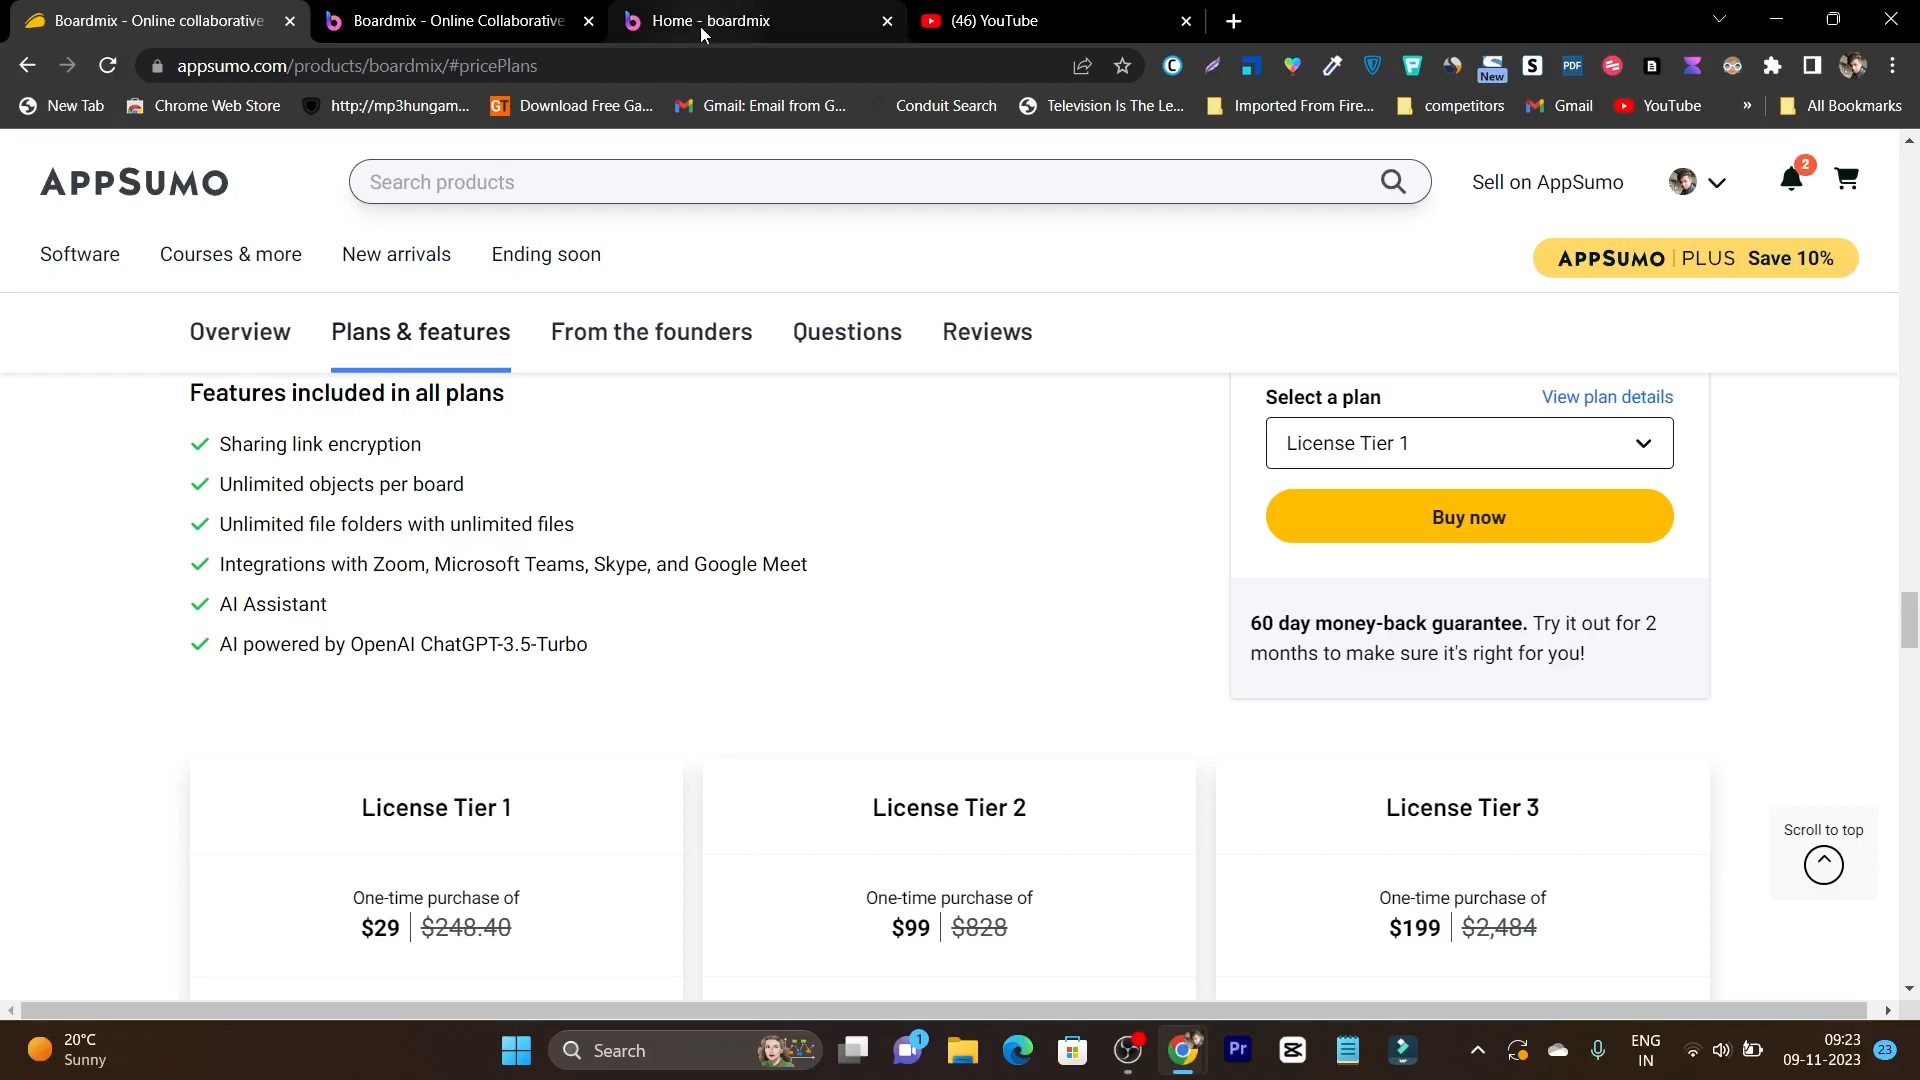 Boardmix - Online collaborative
Boardmix - Online Collaborative
Home - boardmix
(46) YouTube
appsumo.com/products/boardmix/#pricePlans
New
PDF
New Tab
Chrome Web Store
http://mp3hungam...
GT
Download Free Ga...
Gmail: Email from G...
Conduit Search
Television Is The Le...
Imported From Fire...
competitors
Gmail
YouTube
»
All Bookmarks
APPSUMO
Search products
Sell on AppSumo
2
Software
Courses & more
New arrivals
Ending soon
APPSUMO | PLUS Save 10%
Overview
Plans & features
From the founders
Questions
Reviews
Features included in all plans
Sharing link encryption
Unlimited objects per board
Unlimited file folders with unlimited files
Integrations with Zoom, Microsoft Teams, Skype, and Google Meet
AI Assistant
AI powered by OpenAI ChatGPT-3.5-Turbo
Select a plan
View plan details
License Tier 1
Buy now
60 day money-back guarantee. Try it out for 2
months to make sure it's right for you!
License Tier 1
One-time purchase of
$29 | $248.40
License Tier 2
One-time purchase of
$99 | $828
License Tier 3
One-time purchase of
$199 | $2,484
Scroll to top
20°C
Sunny
Search
1
Pr
ENG
IN
09:23
09-11-2023
23